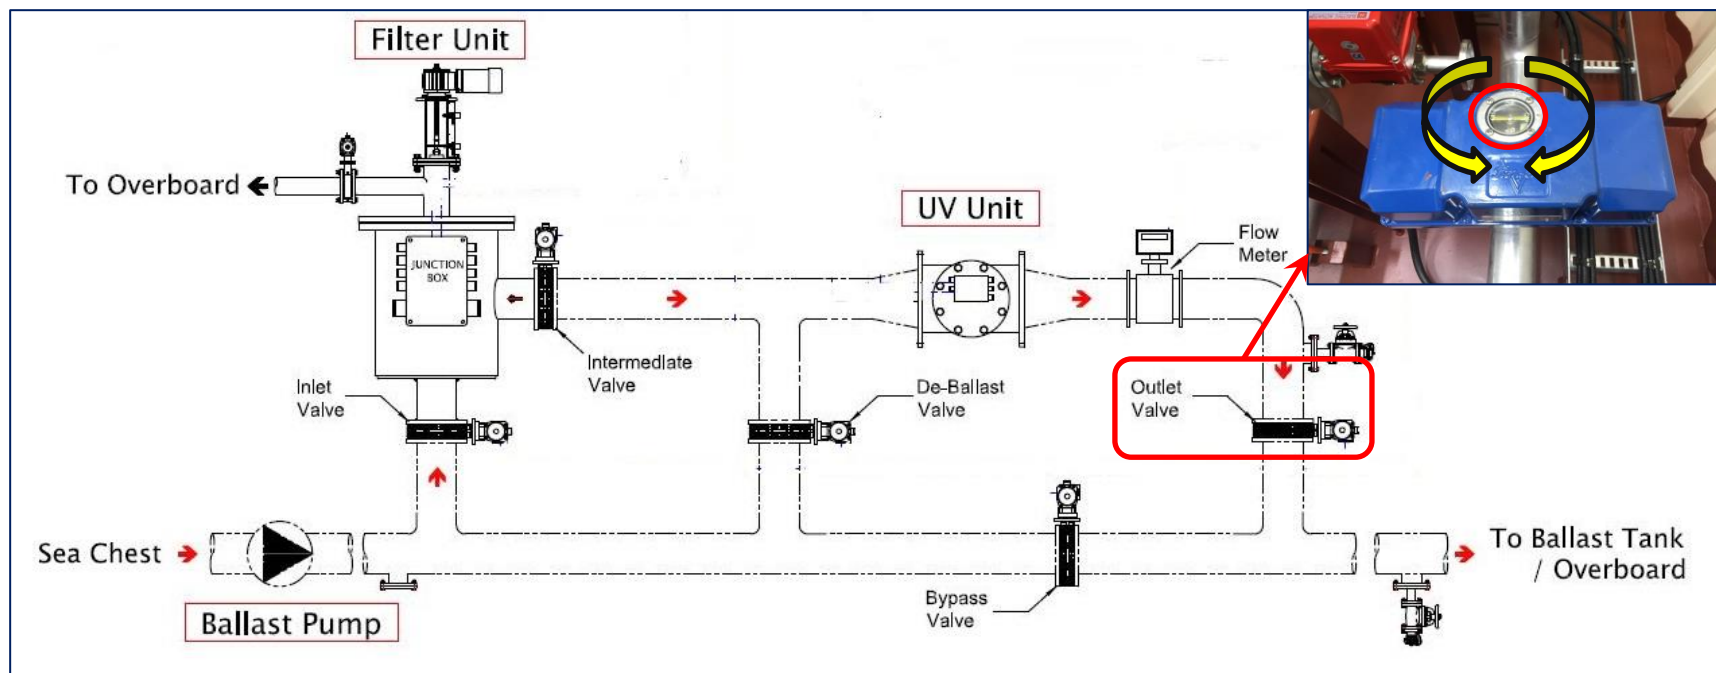 Filter Unit
To Overboard
JUNCTION
BOX
UV Unit
Flow
Meter
Intermediate
Valve
Inlet
Valve
De-Ballast
Valve
Outlet
Valve
Sea Chest
To Ballast Tank
/ Overboard
Bypass
Valve
Ballast Pump